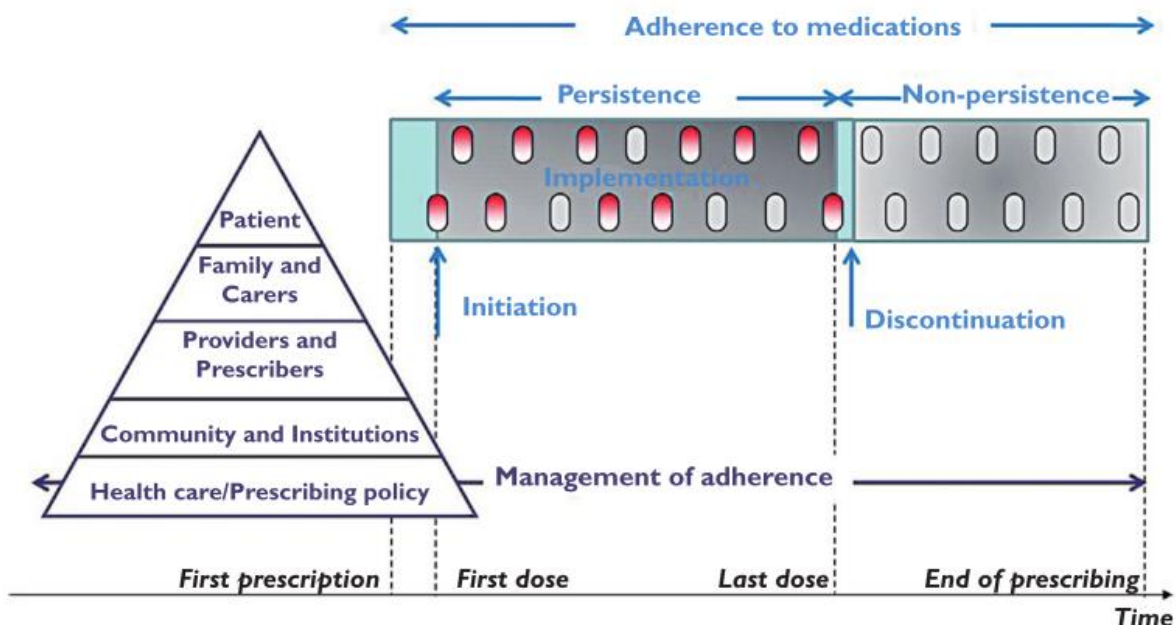 Adherence to medications
Persistence
Non-persistence
Implementation
Patient
Family and
Carers
Providers and
Prescribers
Community and Institutions
Health care/Prescribing policy
Initiation
Discontinuation
Management of adherence
First prescription
First dose
Last dose
End of prescribing
Time